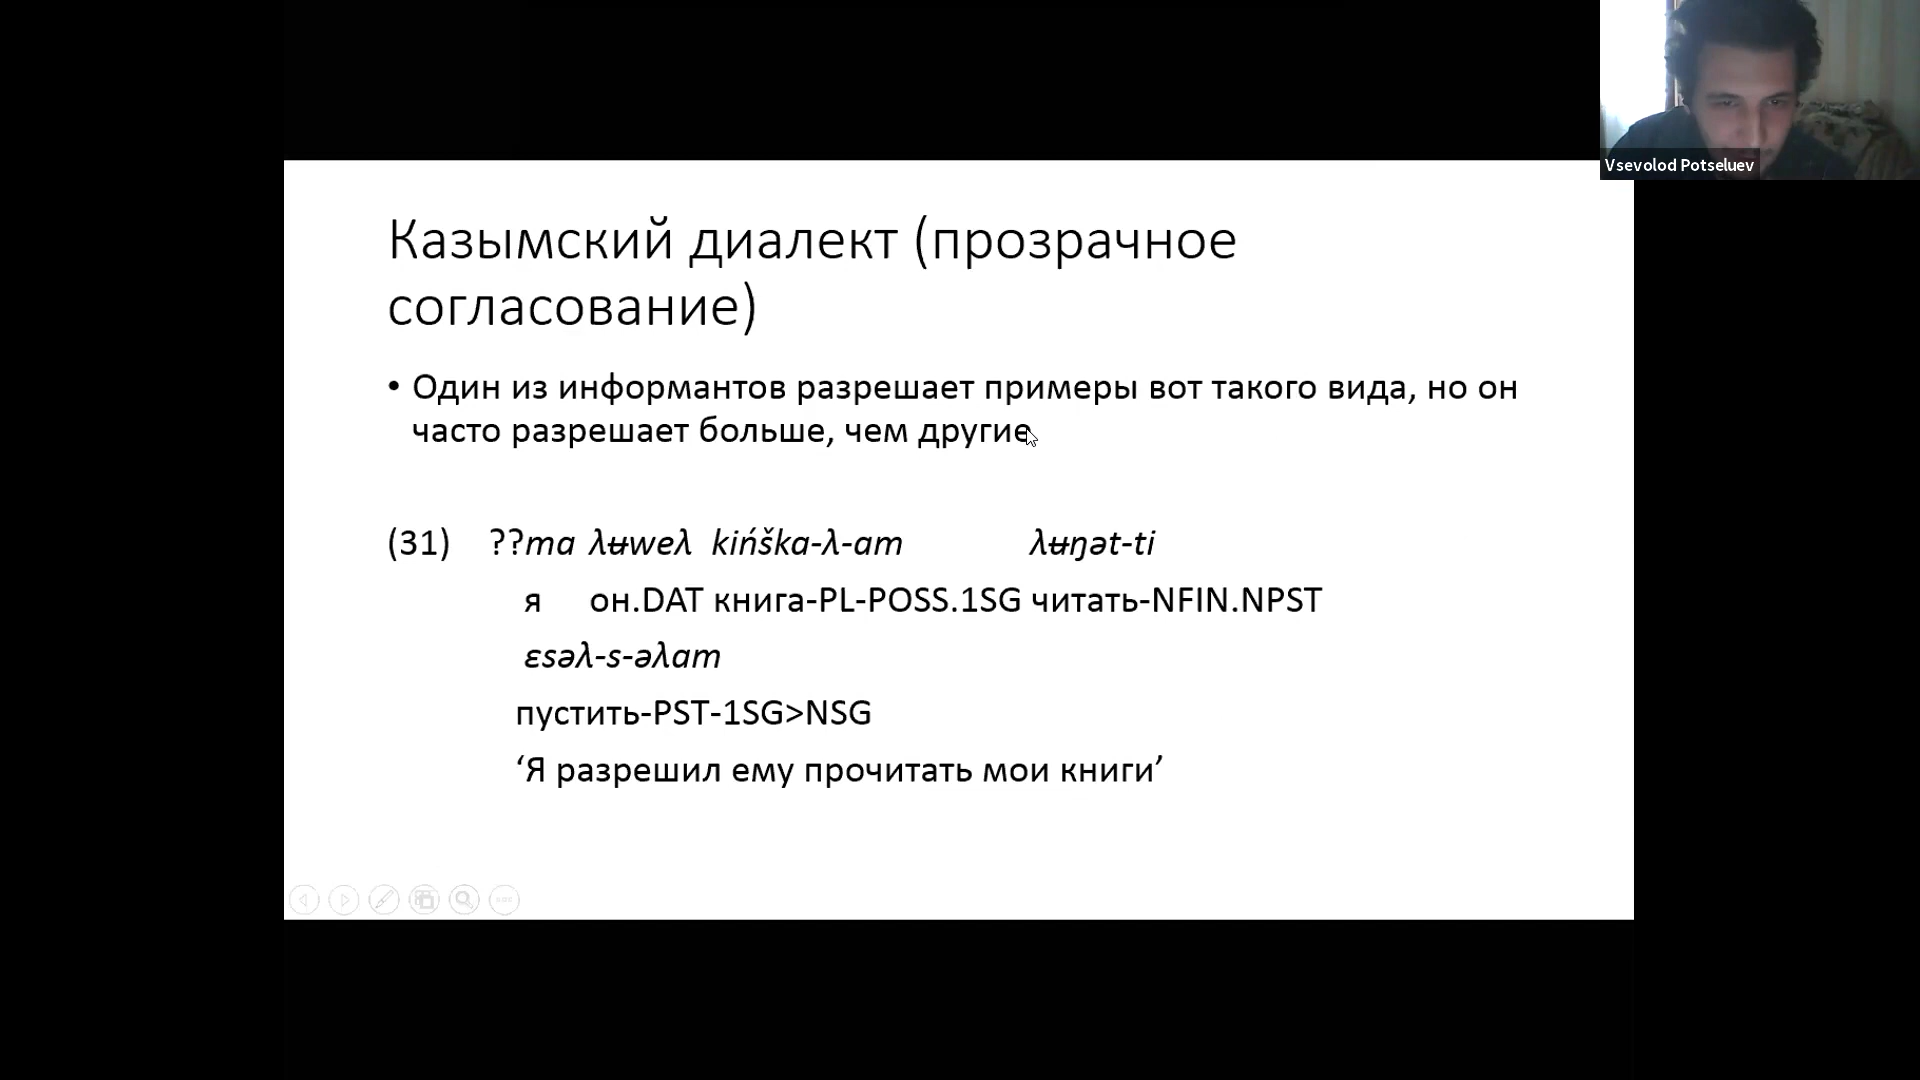 Vsevolod Potseluev
Казымский диалект (прозрачное
согласование)
• Один из информантов разрешает примеры вот такого вида, но он
часто разрешает больше, чем другие
(31) ??ma λʉweλ kińška-λ-am λʉŋət-ti
я он.DAT книга-PL-POSS.1SG читать-NFIN.NPST
ɛsəλ-s-əλam
пустить-PST-1SG>NSG
‘Я разрешил ему прочитать мои книги’